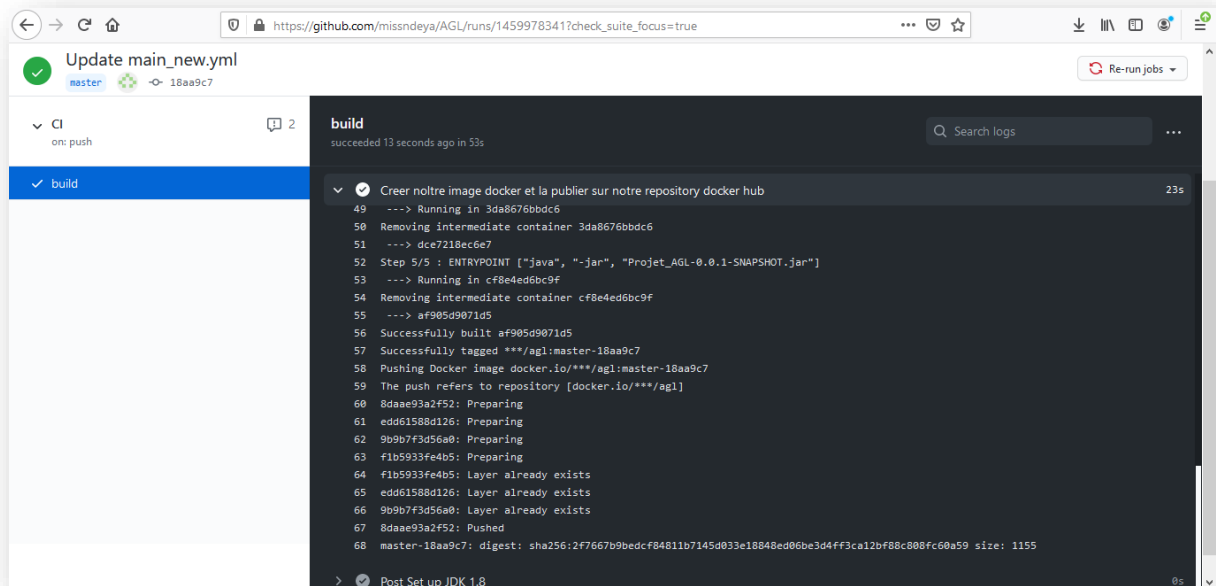 https://github.com/missndeya/AGL/runs/1459978341?check_suite_focus=true
Update main_new.yml
master 18aa9c7
Re-run jobs
CI 2
on: push
build
build
succeeded 13 seconds ago in 53s
Search logs
Creer noltre image docker et la publier sur notre repository docker hub 23s
49 ---> Running in 3da8676bbdc6
50 Removing intermediate container 3da8676bbdc6
51 ---> dce7218ec6e7
52 Step 5/5 : ENTRYPOINT ["java", "-jar", "Projet_AGL-0.0.1-SNAPSHOT.jar"]
53 ---> Running in cf8e4ed6bc9f
54 Removing intermediate container cf8e4ed6bc9f
55 ---> af905d9071d5
56 Successfully built af905d9071d5
57 Successfully tagged ***/agl:master-18aa9c7
58 Pushing Docker image docker.io/***/agl:master-18aa9c7
59 The push refers to repository [docker.io/***/agl]
60 8daae93a2f52: Preparing
61 edd61588d126: Preparing
62 9b9b7f3d56a0: Preparing
63 f1b5933fe4b5: Preparing
64 f1b5933fe4b5: Layer already exists
65 edd61588d126: Layer already exists
66 9b9b7f3d56a0: Layer already exists
67 8daae93a2f52: Pushed
68 master-18aa9c7: digest: sha256:2f7667b9bedcf84811b7145d033e18848ed06be3d4ff3ca12bf88c808fc60a59 size: 1155
Post Set up JDK 1.8 0s